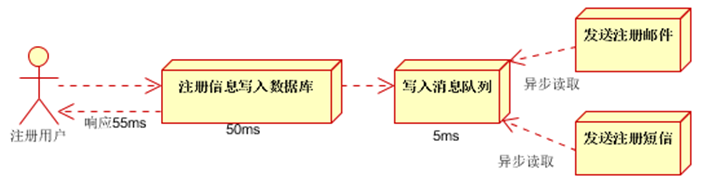 发送注册邮件
注册信息写入数据库
写入消息队列
异步读取
响应55ms
50ms
5ms
注册用户
发送注册短信
异步读取